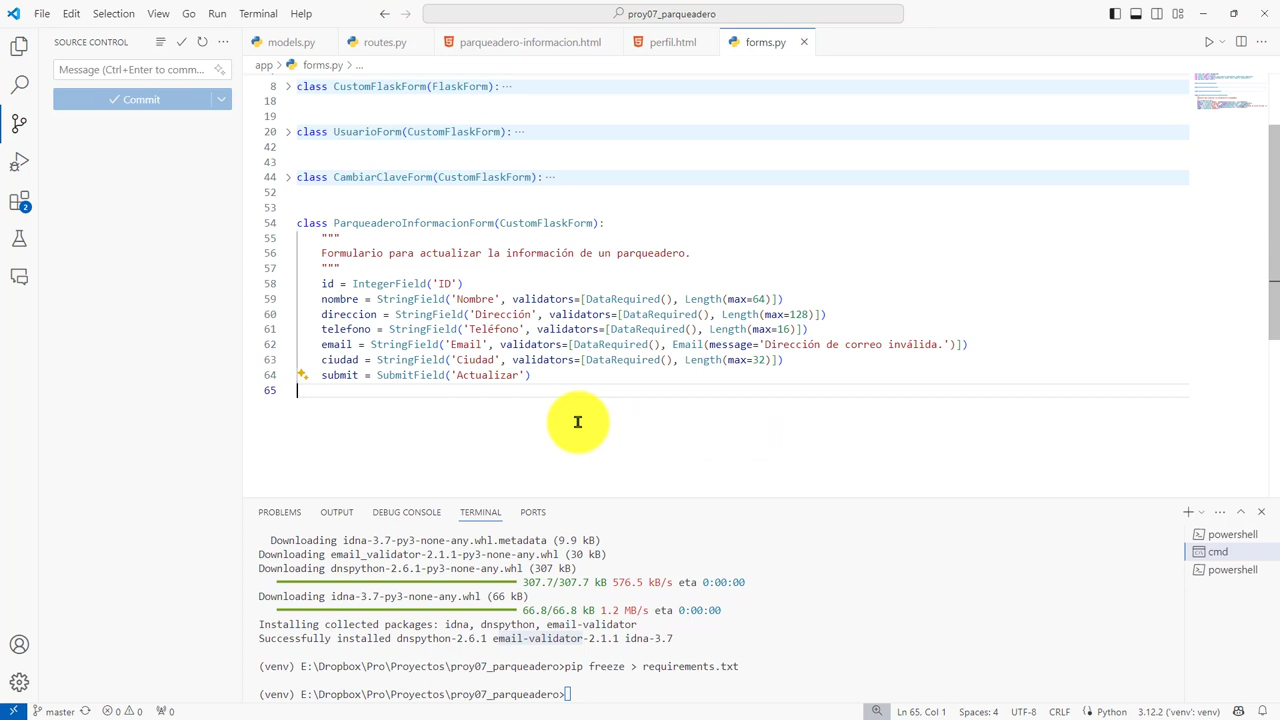 File Edit Selection View Go Run Terminal Help
proy07_parqueadero
SOURCE CONTROL
Message (Ctrl+Enter to comm...
Commit
2
models.py routes.py parqueadero-informacion.html perfil.html forms.py
app > forms.py > ...
8 class CustomFlaskForm(FlaskForm):...
18
19
20 class UsuarioForm(CustomFlaskForm):...
42
43
44 class CambiarClaveForm(CustomFlaskForm):...
52
53
54 class ParqueaderoInformacionForm(CustomFlaskForm):
55 """
56 Formulario para actualizar la información de un parqueadero.
57 """
58 id = IntegerField('ID')
59 nombre = StringField('Nombre', validators=[DataRequired(), Length(max=64)])
60 direccion = StringField('Dirección', validators=[DataRequired(), Length(max=128)])
61 telefono = StringField('Teléfono', validators=[DataRequired(), Length(max=16)])
62 email = StringField('Email', validators=[DataRequired(), Email(message='Dirección de correo inválida.')])
63 ciudad = StringField('Ciudad', validators=[DataRequired(), Length(max=32)])
64 submit = SubmitField('Actualizar')
65
PROBLEMS OUTPUT DEBUG CONSOLE TERMINAL PORTS
Downloading idna-3.7-py3-none-any.whl.metadata (9.9 kB)
Downloading email_validator-2.1.1-py3-none-any.whl (30 kB)
Downloading dnspython-2.6.1-py3-none-any.whl (307 kB)
307.7/307.7 kB 576.5 kB/s eta 0:00:00
Downloading idna-3.7-py3-none-any.whl (66 kB)
66.8/66.8 kB 1.2 MB/s eta 0:00:00
Installing collected packages: idna, dnspython, email-validator
Successfully installed dnspython-2.6.1 email-validator-2.1.1 idna-3.7
(venv) E:\Dropbox\Pro\Proyectos\proy07_parqueadero>pip freeze > requirements.txt
(venv) E:\Dropbox\Pro\Proyectos\proy07_parqueadero>
powershell
cmd
powershell
master 0 0 0 Ln 65, Col 1 Spaces: 4 UTF-8 CRLF Python 3.12.2 ('venv': venv)